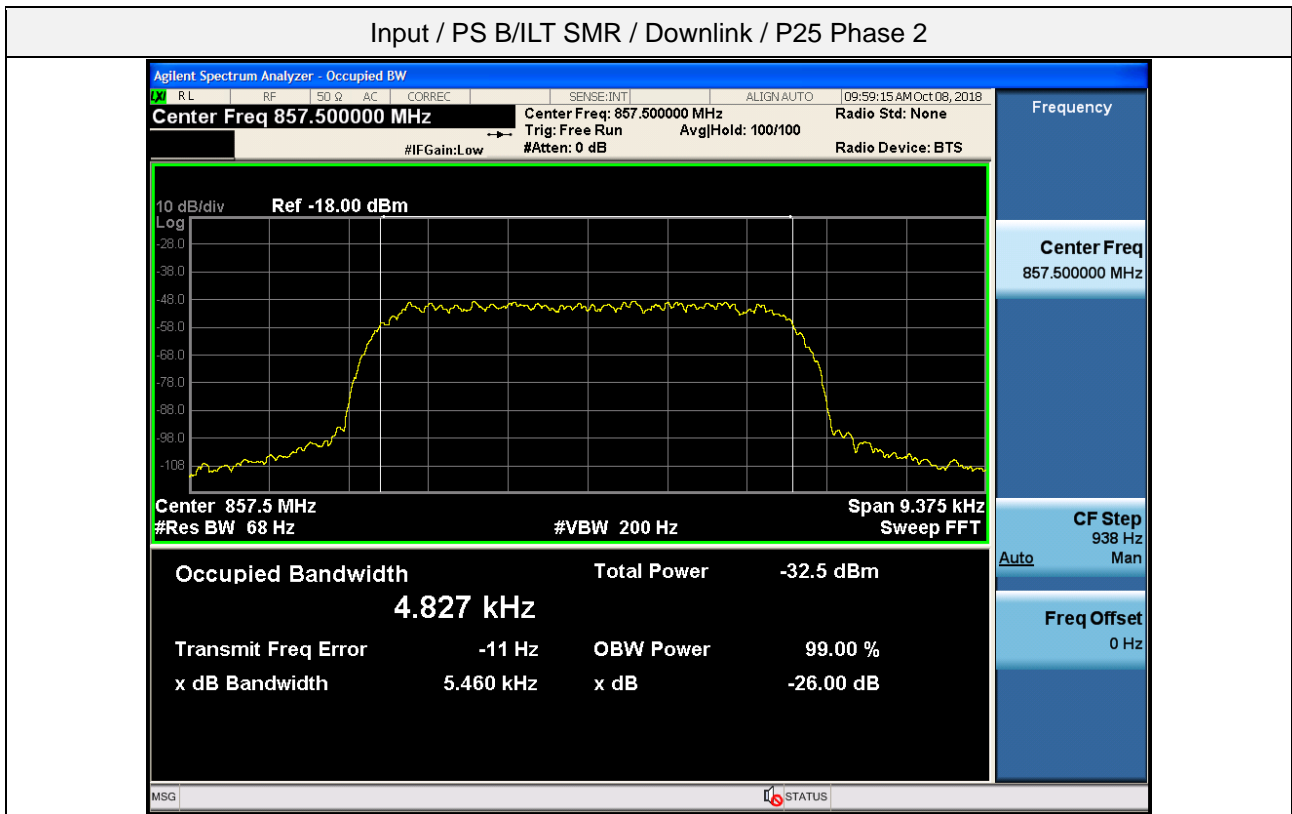 Input / PS B/ILT SMR / Downlink / P25 Phase 2
Agilent Spectrum Analyzer - Occupied BW
LXI RL RF 50 Ω AC CORREC SENSE:INT ALIGN AUTO 09:59:15 AM Oct 08, 2018
Center Freq 857.500000 MHz
Center Freq: 857.500000 MHz Radio Std: None
Trig: Free Run Avg|Hold: 100/100
#IFGain:Low #Atten: 0 dB Radio Device: BTS
Frequency
10 dB/div Ref -18.00 dBm
Log
-28.0
-38.0
-48.0
-58.0
-68.0
-78.0
-88.0
-98.0
-108
Center 857.5 MHz Span 9.375 kHz
#Res BW 68 Hz #VBW 200 Hz Sweep FFT
Occupied Bandwidth Total Power -32.5 dBm
4.827 kHz
Transmit Freq Error -11 Hz OBW Power 99.00 %
x dB Bandwidth 5.460 kHz x dB -26.00 dB
Center Freq
857.500000 MHz
CF Step
938 Hz
Auto Man
Freq Offset
0 Hz
MSG STATUS